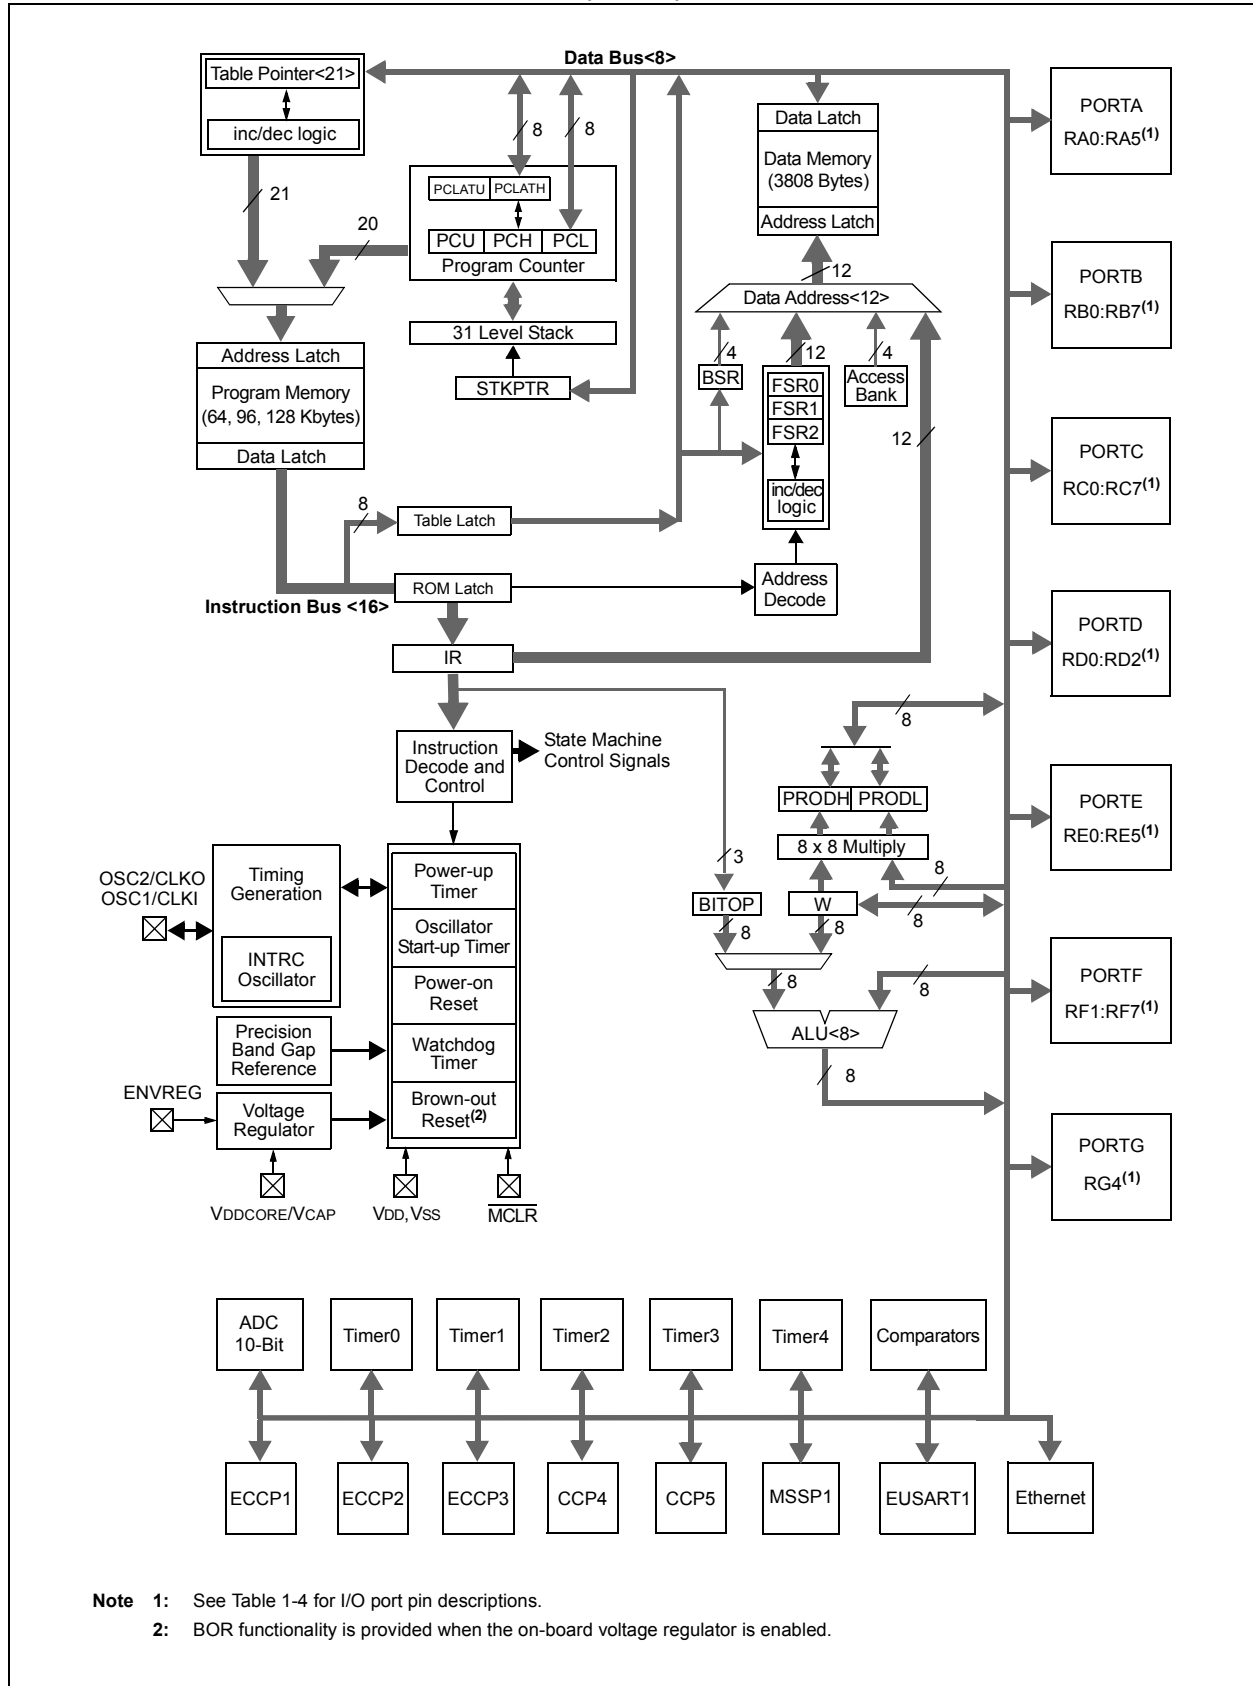 Data Bus<8>
Table Pointer<21>
inc/dec logic
21
20
8
8
PCLATU PCLATH
PCU PCH PCL
Program Counter
31 Level Stack
STKPTR
Data Latch
Data Memory
(3808 Bytes)
Address Latch
12
Data Address<12>
4
12
4
BSR
FSR0
FSR1
FSR2
inc/dec
logic
Access
Bank
12
Address
Decode
Address Latch
Program Memory
(64, 96, 128 Kbytes)
Data Latch
8
Table Latch
ROM Latch
Instruction Bus <16>
IR
Instruction
Decode and
Control
State Machine
Control Signals
8
PRODH PRODL
8 x 8 Multiply
3
8
BITOP
W
8
8
8
8
8
ALU<8>
8
OSC2/CLKO
OSC1/CLKI
Timing
Generation
INTRC
Oscillator
Power-up
Timer
Oscillator
Start-up Timer
Power-on
Reset
Watchdog
Timer
Brown-out
Reset(2)
Precision
Band Gap
Reference
ENVREG
Voltage
Regulator
VDDCORE/VCAP
VDD,VSS
MCLR
PORTA
RA0:RA5(1)
PORTB
RB0:RB7(1)
PORTC
RC0:RC7(1)
PORTD
RD0:RD2(1)
PORTE
RE0:RE5(1)
PORTF
RF1:RF7(1)
PORTG
RG4(1)
ADC
10-Bit
Timer0
Timer1
Timer2
Timer3
Timer4
Comparators
ECCP1
ECCP2
ECCP3
CCP4
CCP5
MSSP1
EUSART1
Ethernet
Note 1: See Table 1-4 for I/O port pin descriptions.
2: BOR functionality is provided when the on-board voltage regulator is enabled.